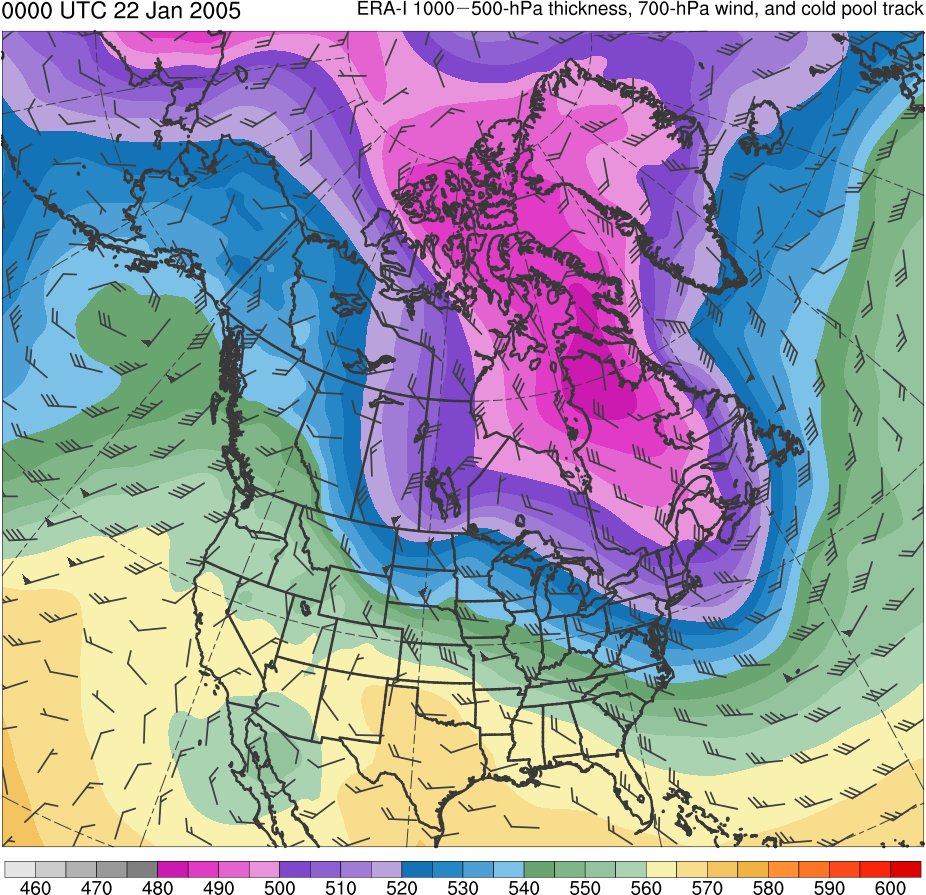 0000 UTC 22 Jan 2005
ERA-I 1000−500-hPa thickness, 700-hPa wind, and cold pool track
460 470 480 490 500 510 520 530 540 550 560 570 580 590 600